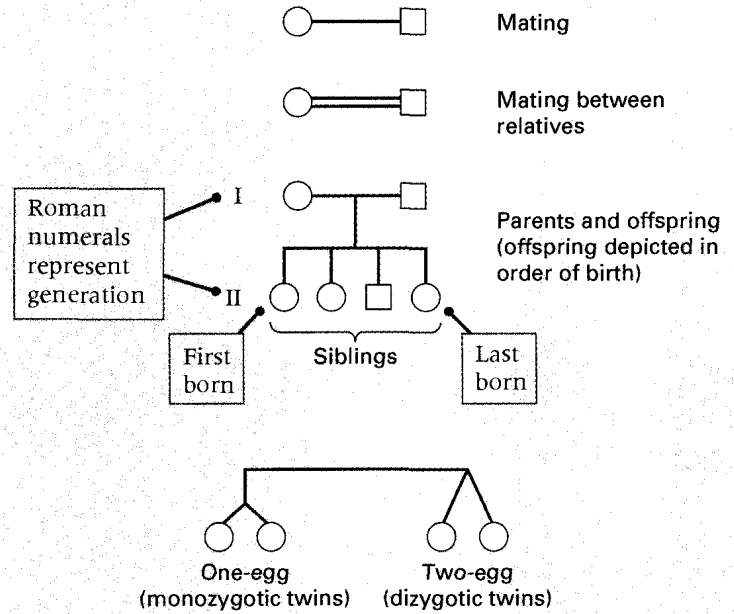 Mating
Mating between
relatives
I
Roman
numerals
represent
generation
Parents and offspring
(offspring depicted in
order of birth)
II
First
born
Siblings
Last
born
One-egg
(monozygotic twins)
Two-egg
(dizygotic twins)